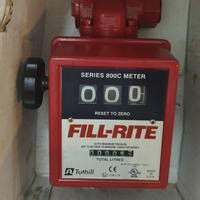 SERIES 800C METER
000
RESET TO ZERO
FILL-RITE
TOTAL LITRES
Tuthill